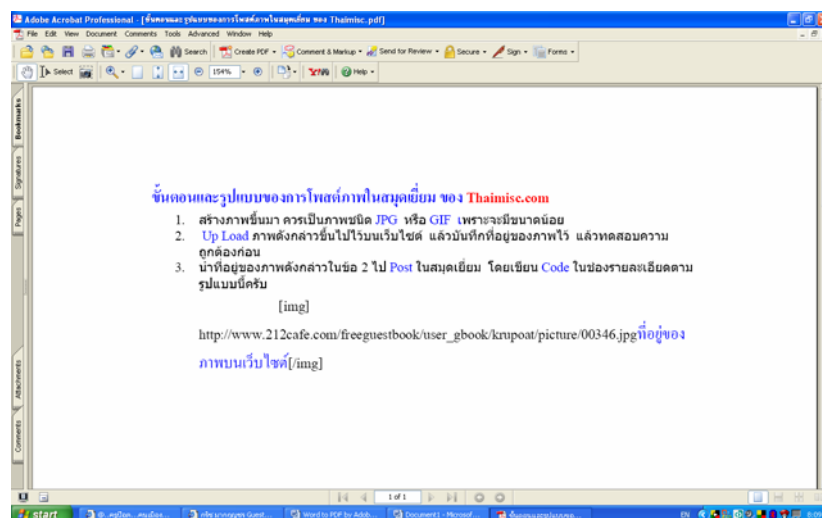 Adobe Acrobat Professional - [ขั้นตอนและรูปแบบของการโพสต์ภาพในสมุดเยี่ยม ของ Thaimisc.pdf]
File Edit View Document Comments Tools Advanced Window Help
Search Create PDF Comment & Markup Send for Review Secure Sign Forms
Select 154% Help
Bookmarks
Signatures
Pages
Attachments
Comments
ขั้นตอนและรูปแบบของการโพสต์ภาพในสมุดเยี่ยม ของ Thaimisc.com
1. สร้างภาพขึ้นมา ควรเป็นภาพชนิด JPG หรือ GIF เพราะจะมีขนาดน้อย
2. Up Load ภาพดังกล่าวขึ้นไปไว้บนเว็บไซต์ แล้วบันทึกที่อยู่ของภาพไว้ แล้วทดสอบความ
ถูกต้องก่อน
3. นำที่อยู่ของภาพดังกล่าวในข้อ 2 ไป Post ในสมุดเยี่ยม โดยเขียน Code ในช่องรายละเอียดตาม
รูปแบบนี้ครับ
[img]
http://www.212cafe.com/freeguestbook/user_gbook/krupoat/picture/00346.jpgที่อยู่ของ
ภาพบนเว็บไซต์[/img]
1 of 1
start Guest... Word to PDF by Adob... Document1 - Microsof... EN